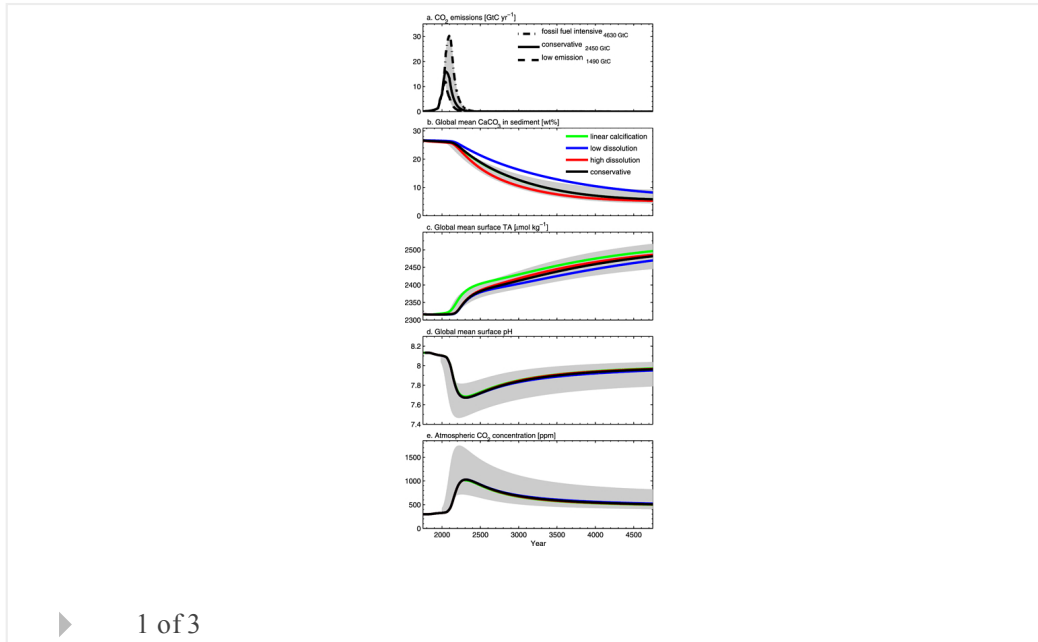 a. CO2 emissions [GtC yr−1]
fossil fuel intensive 4630 GtC
conservative 2450 GtC
low emission 1490 GtC
30
20
10
0
b. Global mean CaCO3 in sediment [wt%]
30
20
10
0
linear calcification
low dissolution
high dissolution
conservative
c. Global mean surface TA [μmol kg−1]
2500
2450
2400
2350
2300
d. Global mean surface pH
8.2
8
7.8
7.6
7.4
e. Atmospheric CO2 concentration [ppm]
1500
1000
500
0
2000 2500 3000 3500 4000 4500
Year
1 of 3